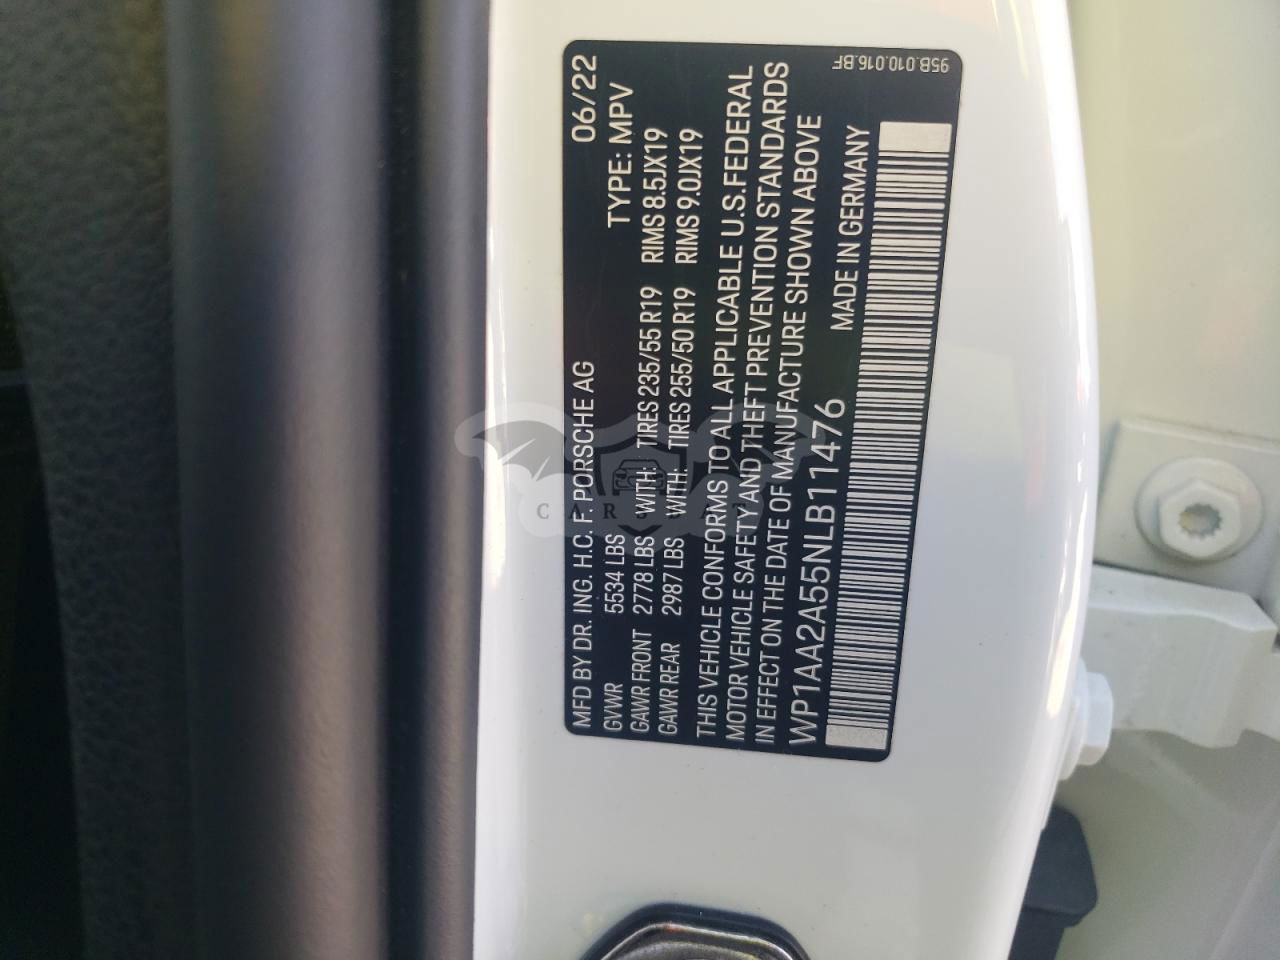 MFD BY DR. ING. H.C. F. PORSCHE AG 06/22
GVWR 5534 LBS TYPE: MPV
GAWR FRONT 2778 LBS WITH: TIRES 235/55 R19 RIMS 8.5JX19
GAWR REAR 2987 LBS WITH: TIRES 255/50 R19 RIMS 9.0JX19
THIS VEHICLE CONFORMS TO ALL APPLICABLE U.S.FEDERAL
MOTOR VEHICLE SAFETY AND THEFT PREVENTION STANDARDS
IN EFFECT ON THE DATE OF MANUFACTURE SHOWN ABOVE
WP1AA2A55NLB11476 MADE IN GERMANY
95B.010.016.BF
CARSDAT